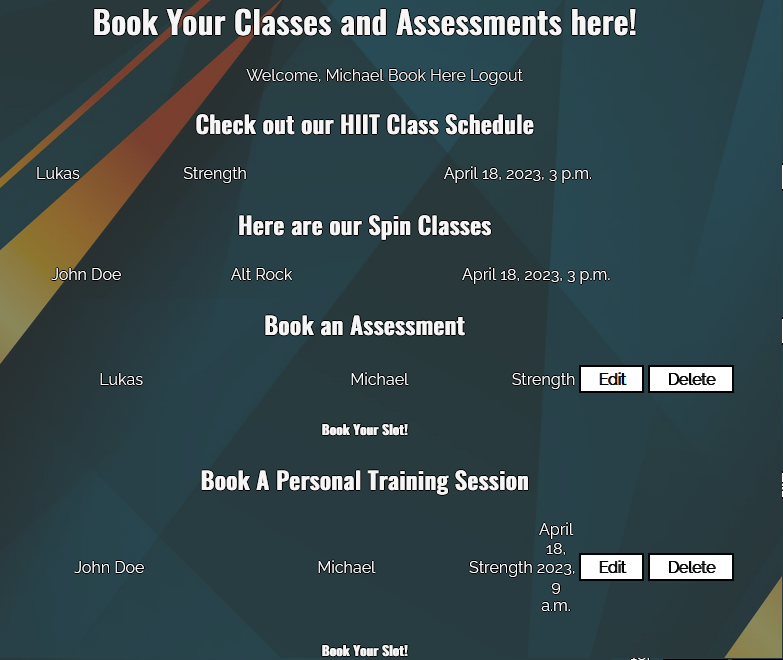 Book Your Classes and Assessments here!
Welcome, Michael Book Here Logout
Check out our HIIT Class Schedule
Lukas Strength April 18, 2023, 3 p.m.
Here are our Spin Classes
John Doe Alt Rock April 18, 2023, 3 p.m.
Book an Assessment
Lukas Michael Strength Edit Delete
Book Your Slot!
Book A Personal Training Session
April
18,
John Doe Michael Strength 2023, Edit Delete
9
a.m.
Book Your Slot!